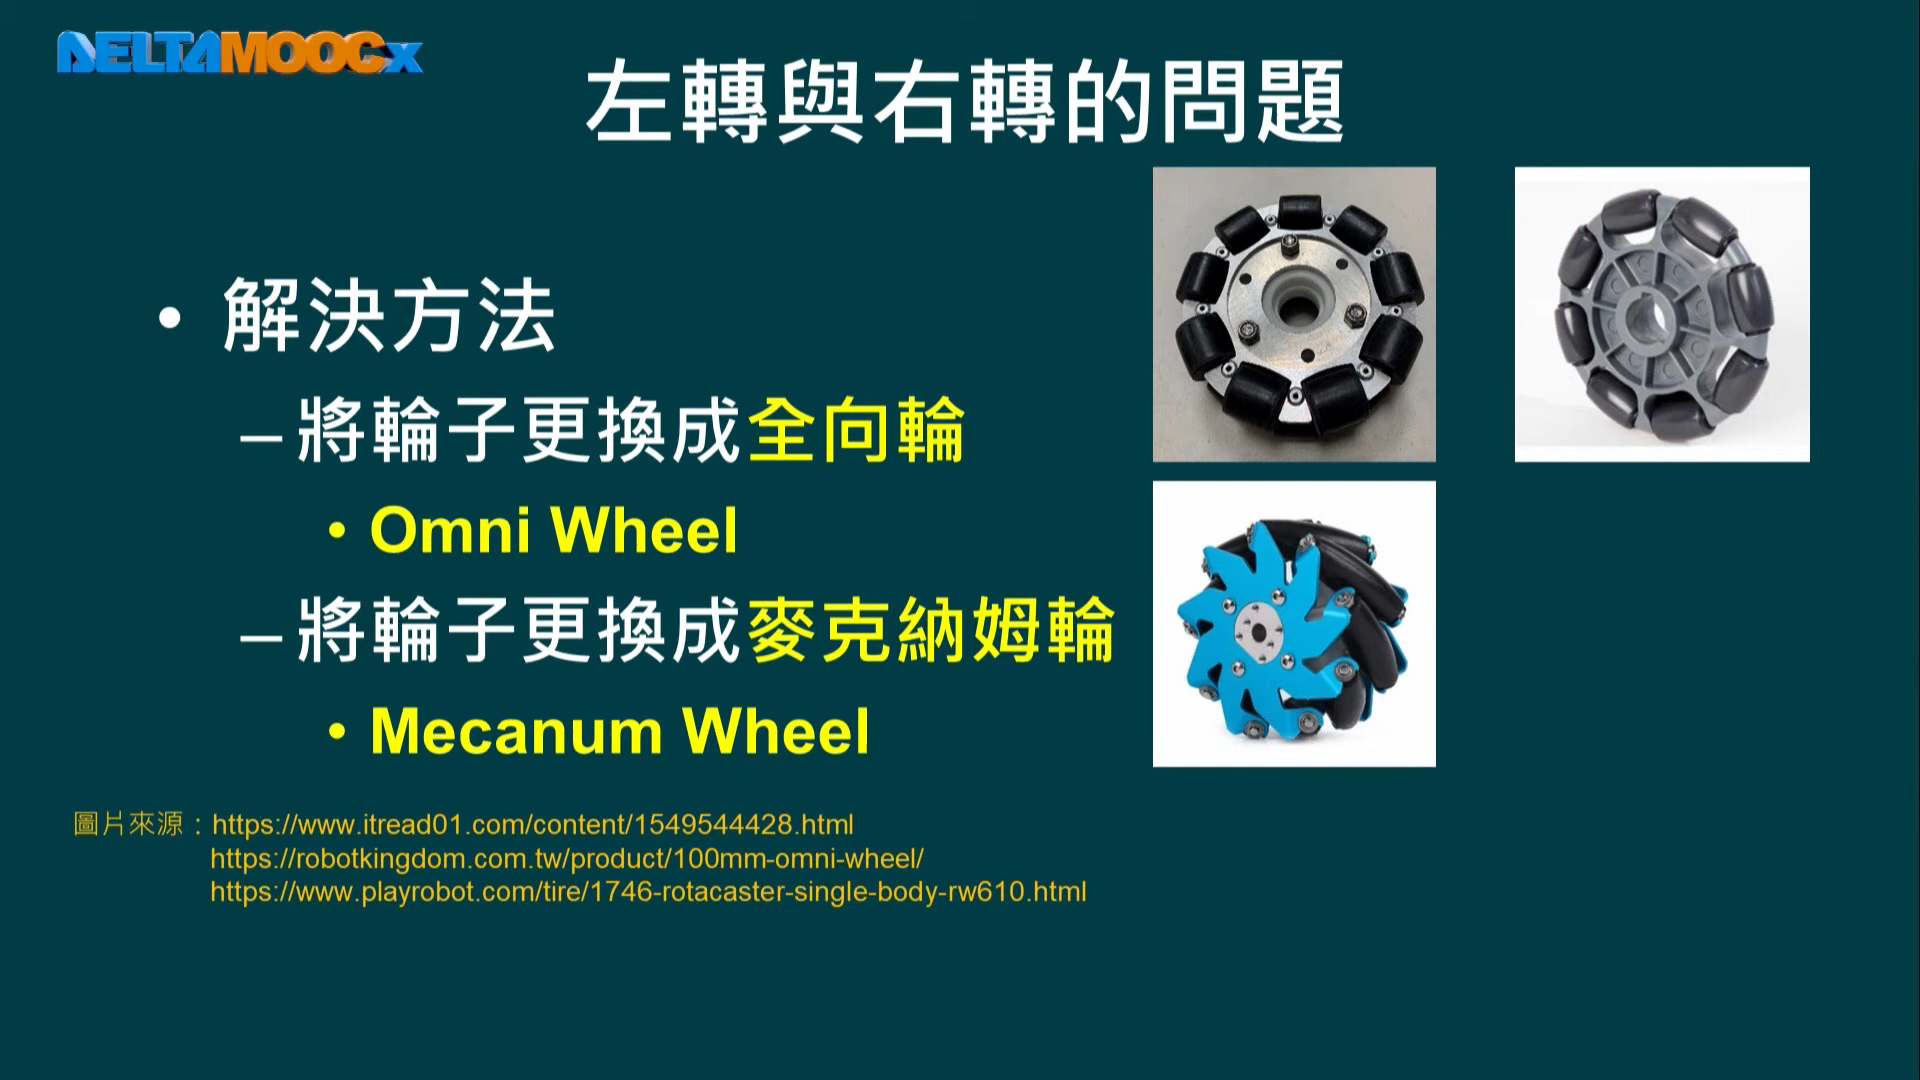 DELTAMOOCx
左轉與右轉的問題
• 解決方法
–將輪子更換成全向輪
• Omni Wheel
–將輪子更換成麥克納姆輪
• Mecanum Wheel
圖片來源：https://www.itread01.com/content/1549544428.html
https://robotkingdom.com.tw/product/100mm-omni-wheel/
https://www.playrobot.com/tire/1746-rotacaster-single-body-rw610.html